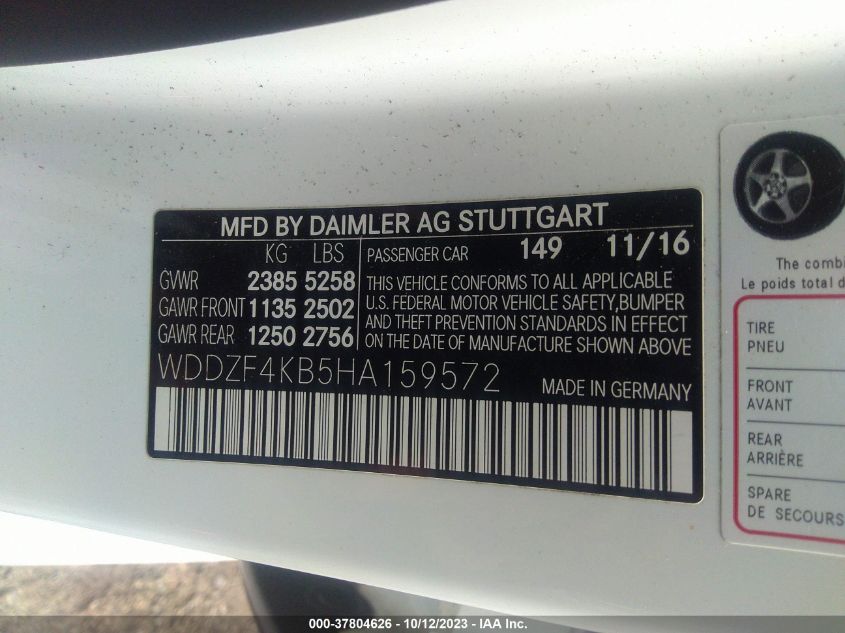 MFD BY DAIMLER AG STUTTGART
KG LBS
GVWR 2385 5258
GAWR FRONT 1135 2502
GAWR REAR 1250 2756
PASSENGER CAR 149 11/16
THIS VEHICLE CONFORMS TO ALL APPLICABLE
U.S. FEDERAL MOTOR VEHICLE SAFETY,BUMPER
AND THEFT PREVENTION STANDARDS IN EFFECT
ON THE DATE OF MANUFACTURE SHOWN ABOVE
WDDZF4KB5HA159572
MADE IN GERMANY
The combi
Le poids total d
TIRE
PNEU
FRONT
AVANT
REAR
ARRIÈRE
SPARE
DE SECOURS
000-37804626 - 10/12/2023 - IAA Inc.